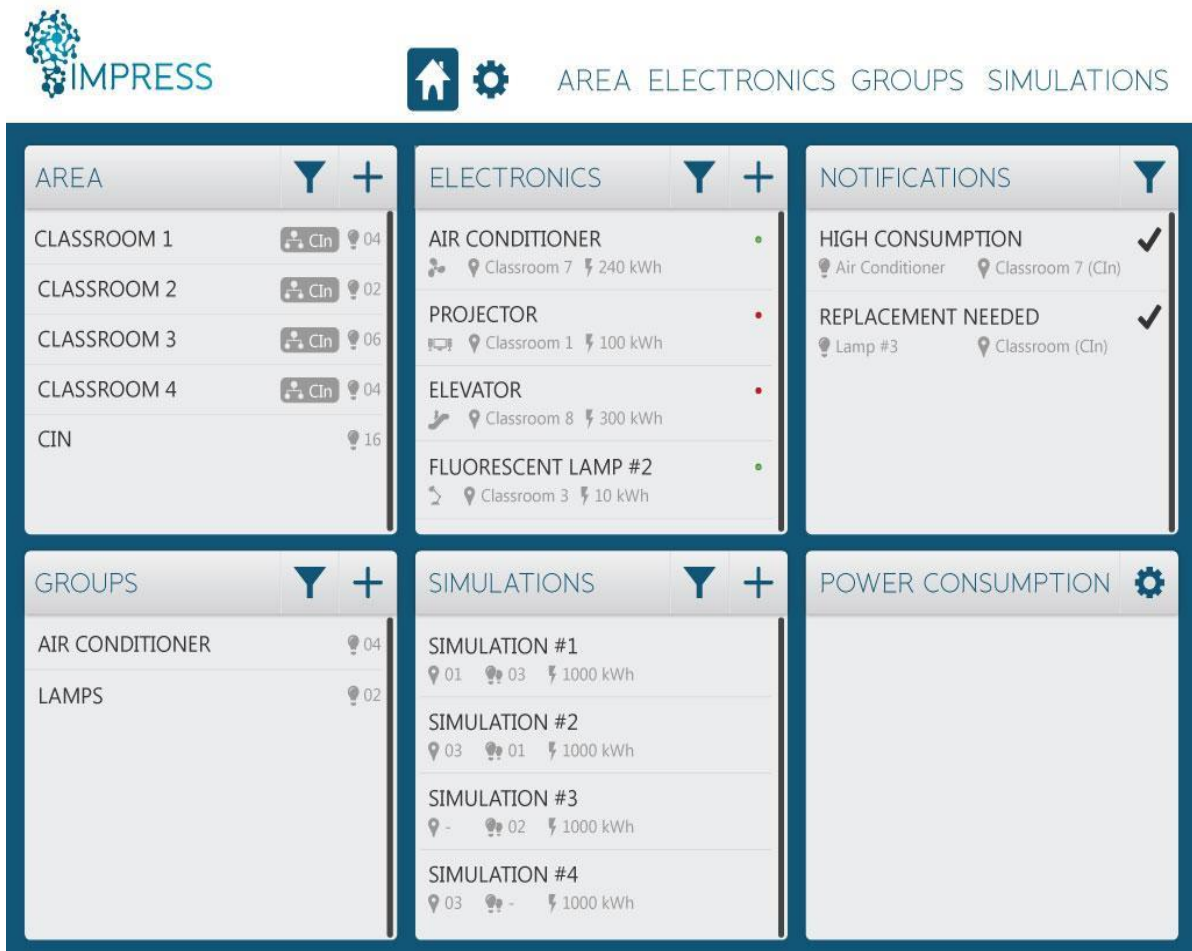 IMPRESS
AREA ELECTRONICS GROUPS SIMULATIONS
AREA
CLASSROOM 1 CIn 04
CLASSROOM 2 CIn 02
CLASSROOM 3 CIn 06
CLASSROOM 4 CIn 04
CIN 16
ELECTRONICS
AIR CONDITIONER
Classroom 7 240 kWh
PROJECTOR
Classroom 1 100 kWh
ELEVATOR
Classroom 8 300 kWh
FLUORESCENT LAMP #2
Classroom 3 10 kWh
NOTIFICATIONS
HIGH CONSUMPTION
Air Conditioner Classroom 7 (CIn)
REPLACEMENT NEEDED
Lamp #3 Classroom (CIn)
GROUPS
AIR CONDITIONER 04
LAMPS 02
SIMULATIONS
SIMULATION #1
01 03 1000 kWh
SIMULATION #2
03 01 1000 kWh
SIMULATION #3
- 02 1000 kWh
SIMULATION #4
03 - 1000 kWh
POWER CONSUMPTION